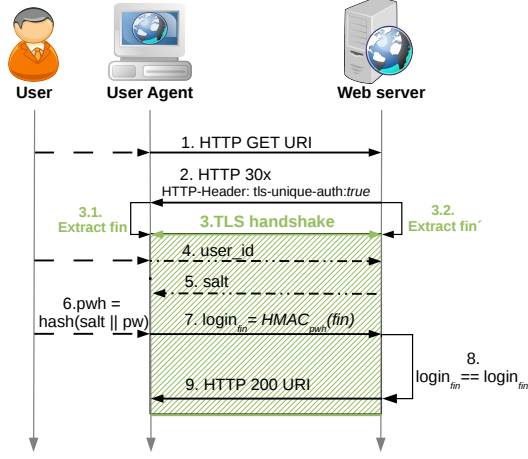 User
User Agent
Web server
1. HTTP GET URI
2. HTTP 30x
HTTP-Header: tls-unique-auth:true
3.1.
Extract fin
3.TLS handshake
3.2.
Extract fin´
4. user_id
5. salt
6.pwh =
hash(salt || pw)
7. login_fin= HMAC_pwh(fin)
8.
login_fin== login_fin
9. HTTP 200 URI